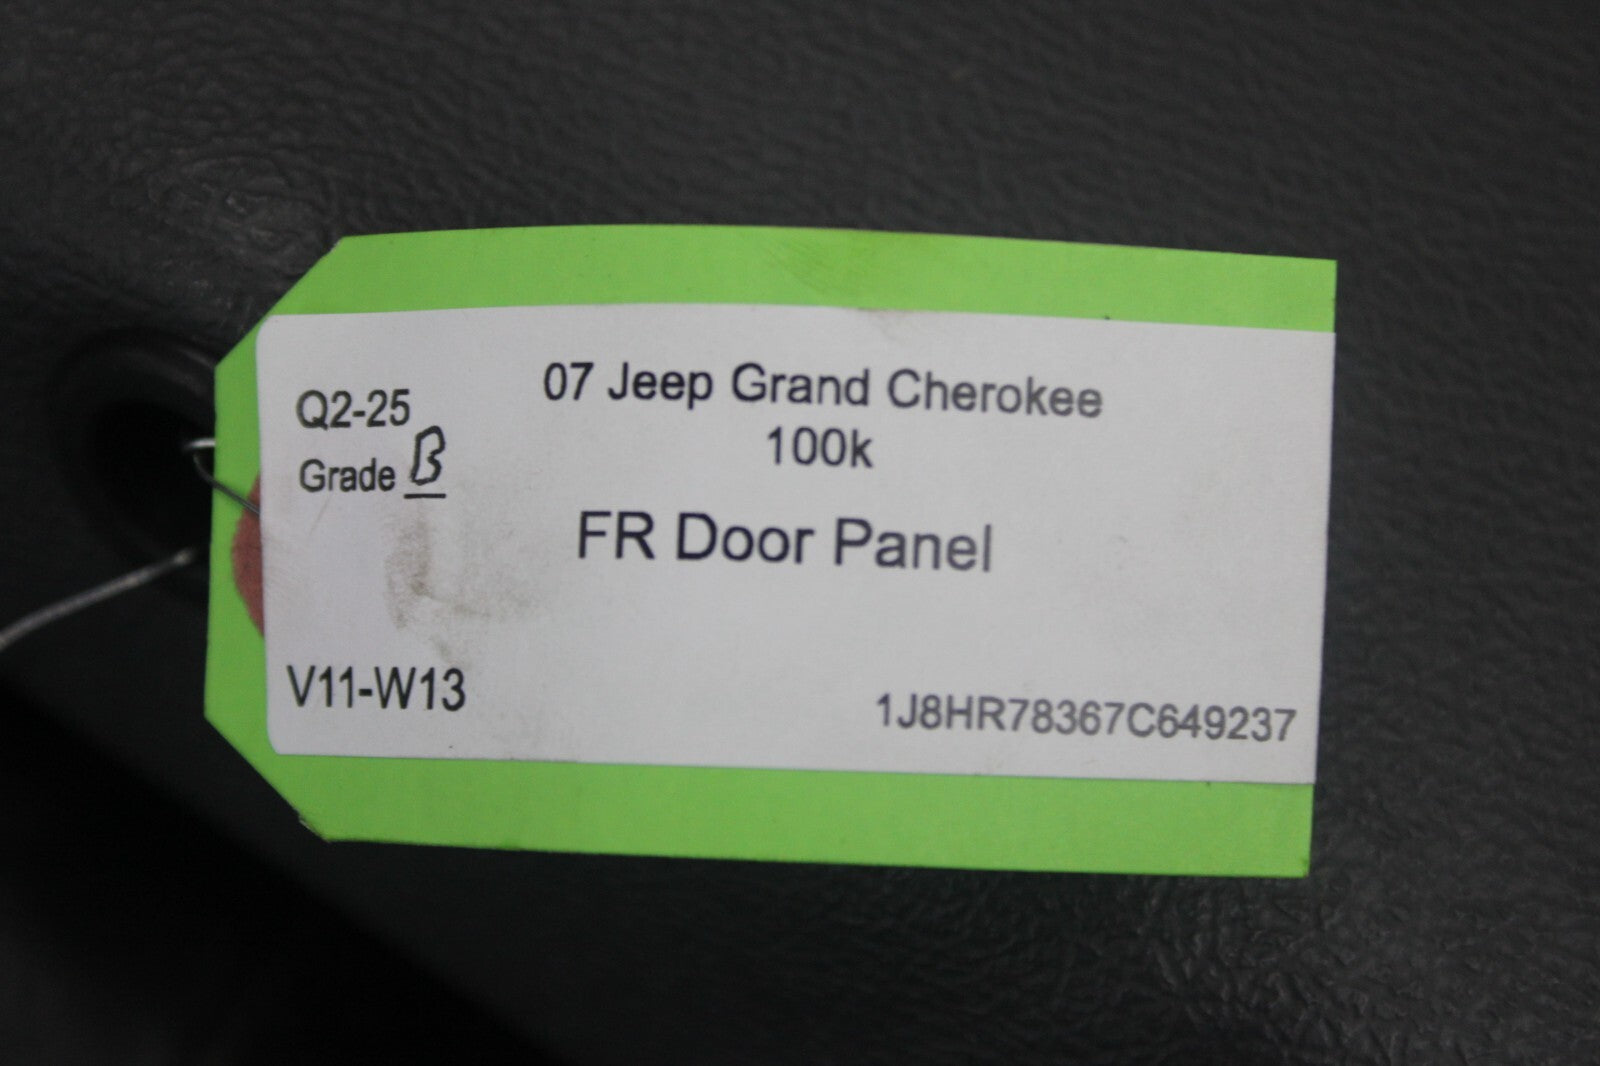 07 Jeep Grand Cherokee
Q2-25
100k
Grade B
FR Door Panel
V11-W13
1J8HR78367C649237